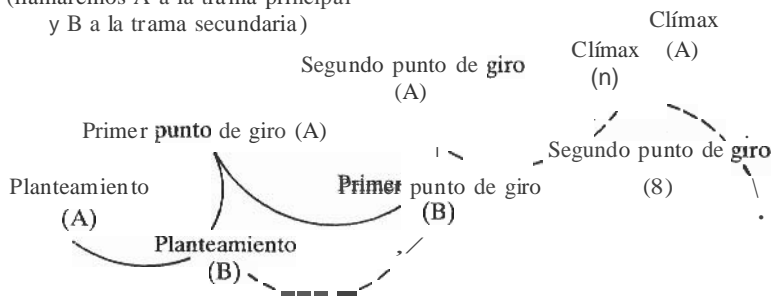 (llamaremos A a la trama principal
y B a la trama secundaria)
Clímax
(A)
Clímax
(n)
Segundo punto de giro
(A)
Primer punto de giro (A)
Segundo punto de giro
(8)
Planteamiento
(A)
Primer punto de giro
(B)
Planteamiento
(B)